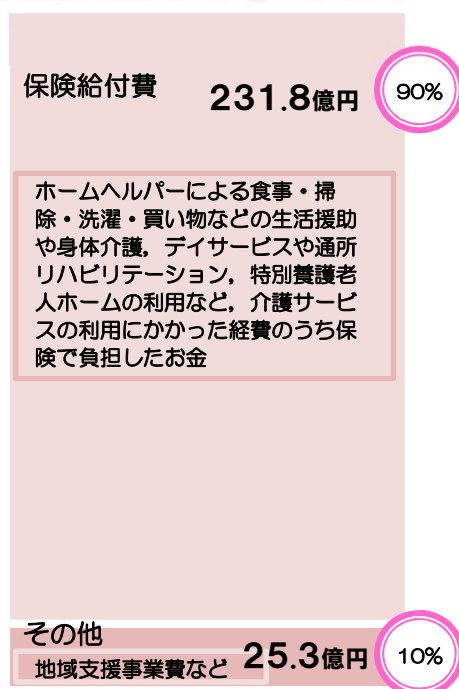 保険給付費 231.8億円 90%
ホームヘルパーによる食事・掃
除・洗濯・買い物などの生活援助
や身体介護，デイサービスや通所
リハビリテーション，特別養護老
人ホームの利用など，介護サービ
スの利用にかかった経費のうち保
険で負担したお金
その他
地域支援事業費など 25.3億円 10%